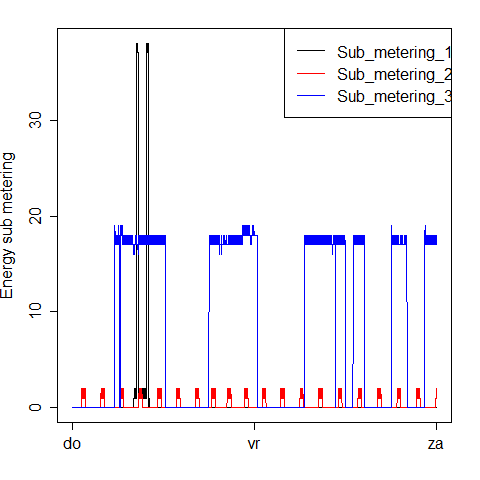 Sub_metering_1
Sub_metering_2
Sub_metering_3
Energy sub metering
30
20
10
0
do vr za